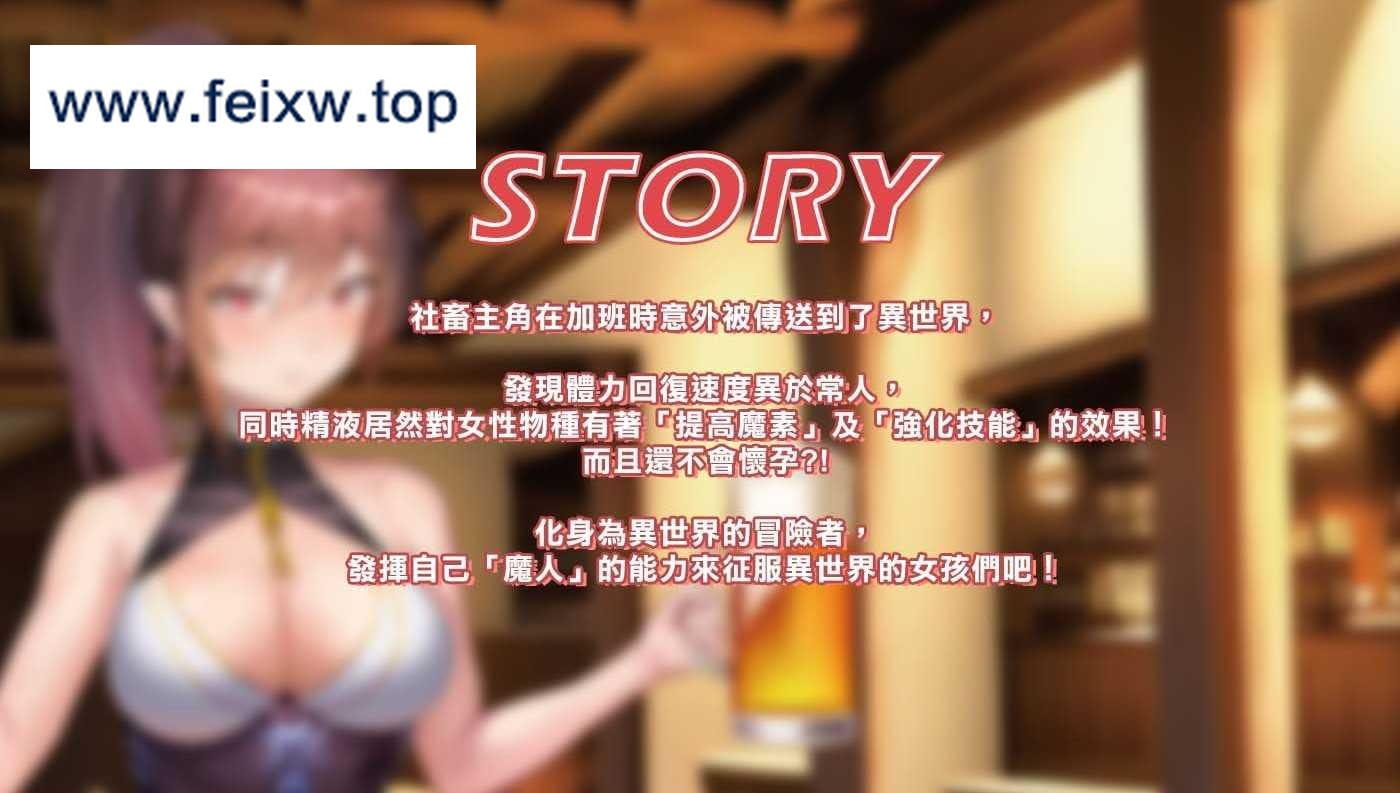 www.feixw.top
STORY
社畜主角在加班時意外被傳送到了異世界，
發現體力回復速度異於常人，
同時精液居然對女性物種有著「提高魔素」及「強化技能」的效果！
而且還不會懷孕?!
化身為異世界的冒險者，
發揮自己「魔人」的能力來征服異世界的女孩們吧！